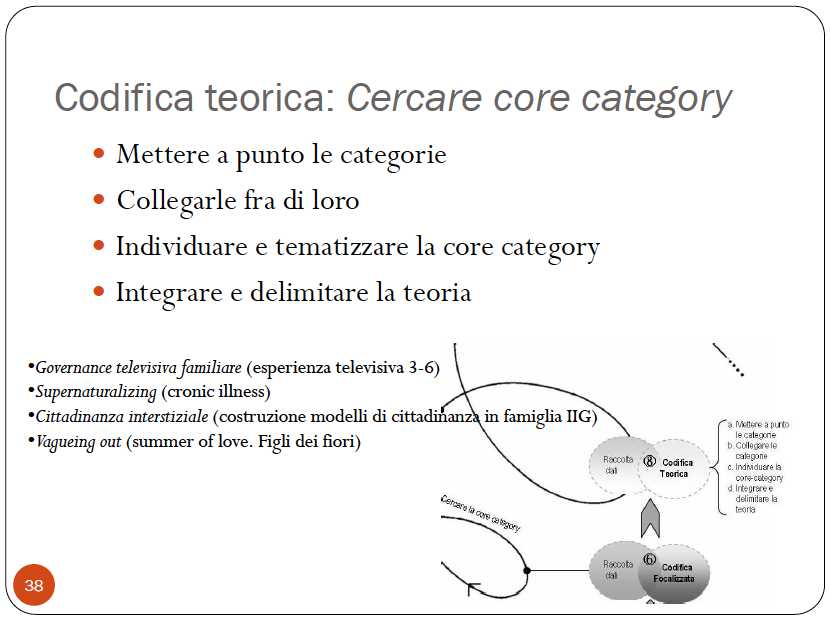 Codifica teorica: Cercare core category
• Mettere a punto le categorie
• Collegarle fra di loro
• Individuare e tematizzare la core category
• Integrare e delimitare la teoria
•Governance televisiva familiare (esperienza televisiva 3-6)
•Supernaturalizing (cronic illness)
•Cittadinanza interstiziale (costruzione modelli di cittadinanza in famiglia IIG)
•Vagueing out (summer of love. Figli dei fiori)
Raccolta
dati
⑧ Codifica
Teorica
a. Mettere a punto
le categorie
b. Collegare le
categorie
c. Individuare la
core-category
d. Integrare e
delimitare la
teoria
Cercare la core category
Raccolta
dati
⑥ Codifica
Focalizzata
38